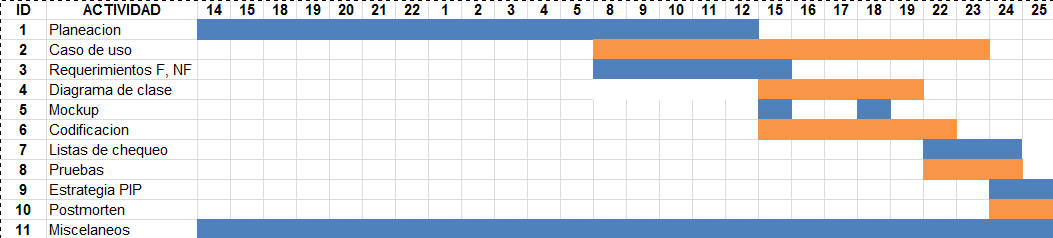 ID ACTIVIDAD 14 15 18 19 20 21 22 1 2 3 4 5 8 9 10 11 12 15 16 17 18 19 22 23 24 25
1 Planeacion
2 Caso de uso
3 Requerimientos F, NF
4 Diagrama de clase
5 Mockup
6 Codificacion
7 Listas de chequeo
8 Pruebas
9 Estrategia PIP
10 Postmorten
11 Miscelaneos